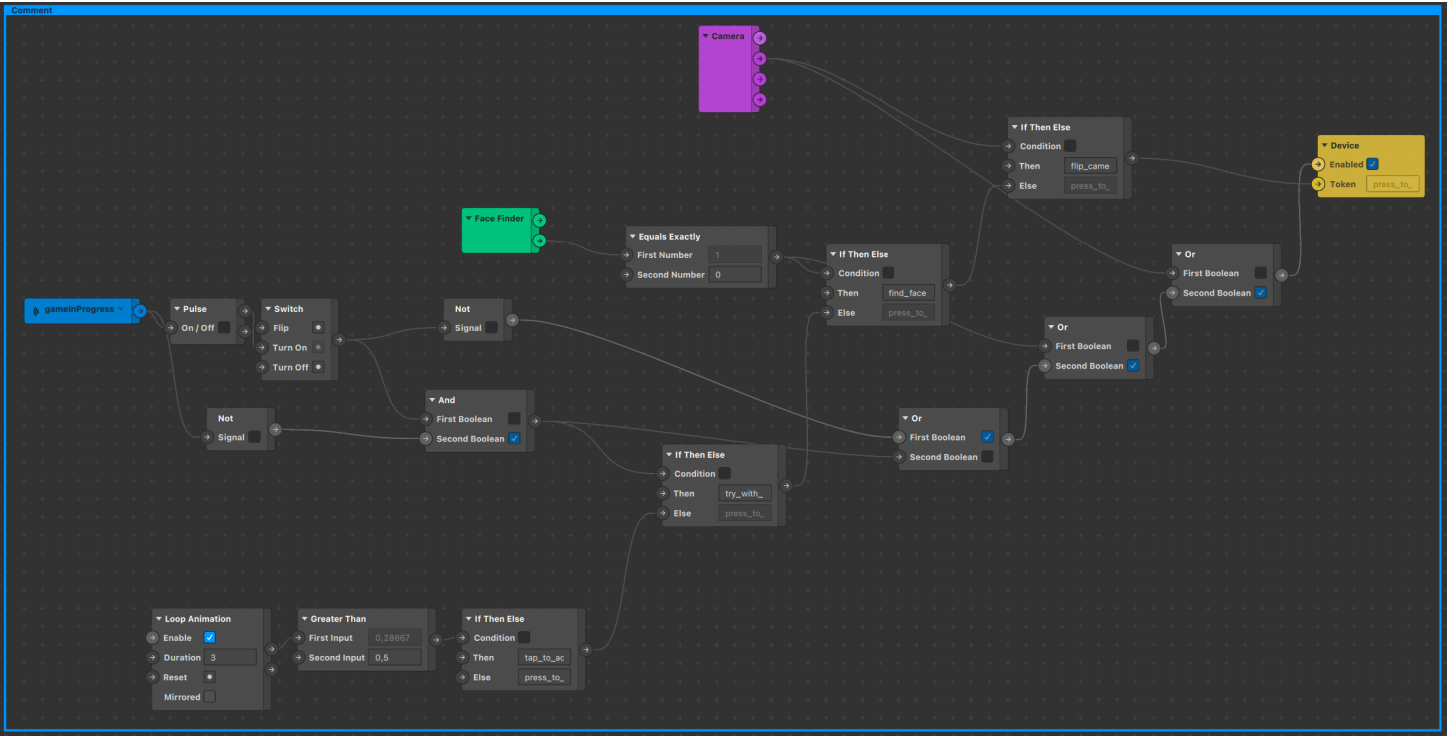 Comment
Camera
If Then Else
Condition
Then flip_came
Else press_to_
Device
Enabled
Token press_to_
Face Finder
Equals Exactly
First Number 1
Second Number 0
If Then Else
Condition
Then find_face
Else press_to_
Or
First Boolean
Second Boolean
gameInProgress
Pulse
On / Off
Switch
Flip
Turn On
Turn Off
Not
Signal
Or
First Boolean
Second Boolean
Not
Signal
And
First Boolean
Second Boolean
Or
First Boolean
Second Boolean
If Then Else
Condition
Then try_with_
Else press_to_
Loop Animation
Enable
Duration 3
Reset
Mirrored
Greater Than
First Input 0,28667
Second Input 0,5
If Then Else
Condition
Then tap_to_ac
Else press_to_